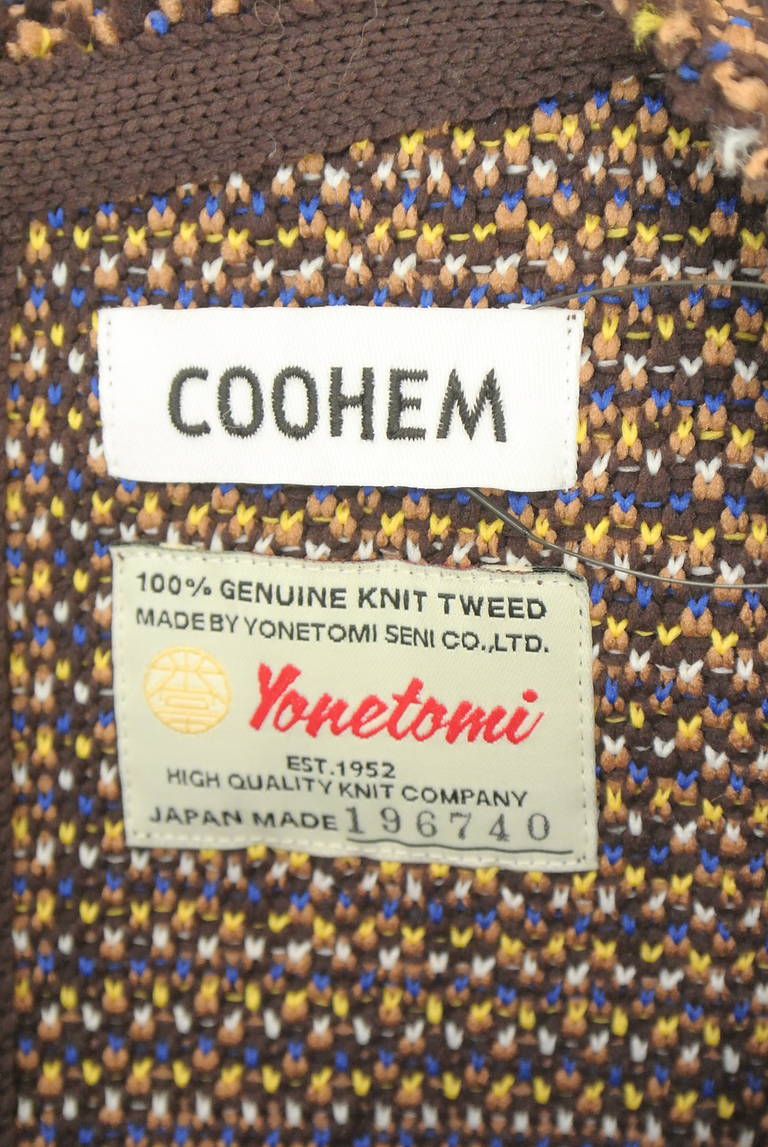 COOHEM
100% GENUINE KNIT TWEED
MADE BY YONETOMI SENI CO.,LTD.
Yonetomi
EST.1952
HIGH QUALITY KNIT COMPANY
JAPAN MADE 196740